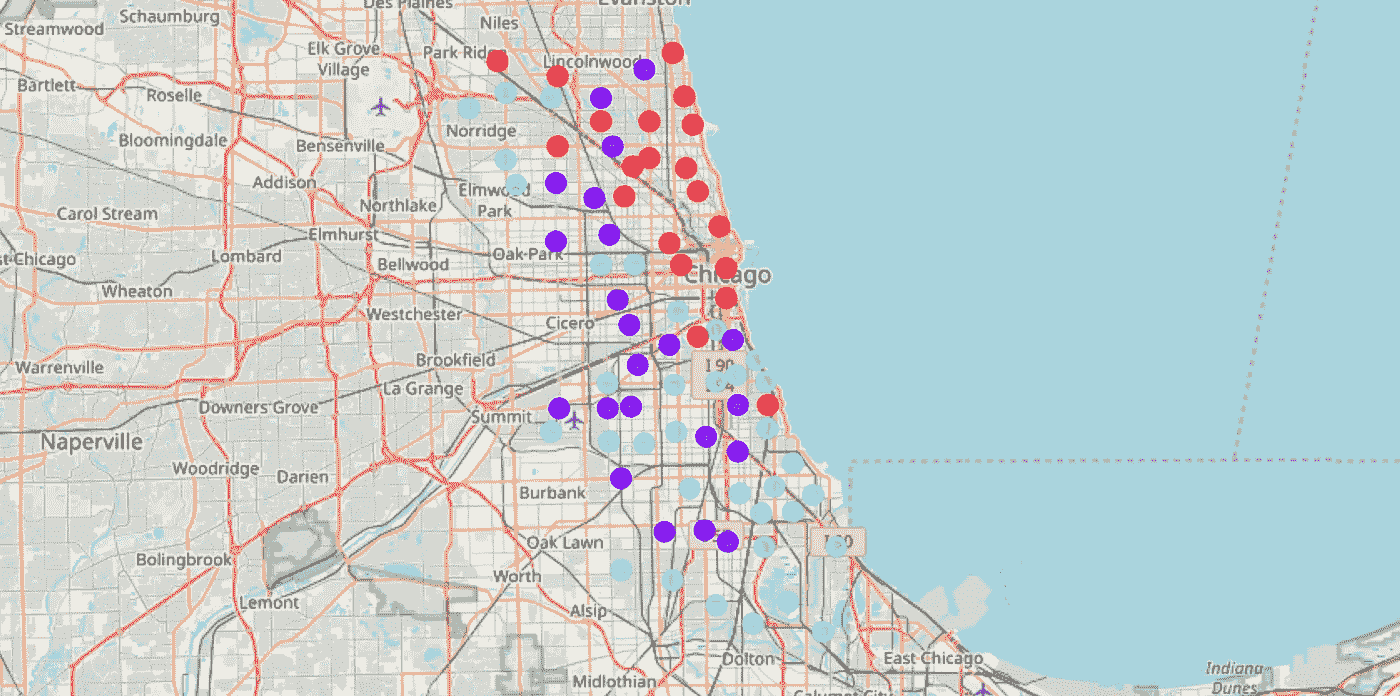 Des Plaines
Evanston
Schaumburg
Niles
Streamwood
Elk Grove
Village
Park Ridge
Lincolnwood
Bartlett
Roselle
Norridge
Bloomingdale
Bensenville
Addison
Elmwood
Park
Northlake
Carol Stream
Elmhurst
Oak Park
Lombard
Bellwood
st Chicago
Chicago
Wheaton
Westchester
Cicero
Brookfield
Warrenville
190
94
La Grange
Downers Grove
Summit
Naperville
Woodridge
Darien
Burbank
Oak Lawn
Bolingbrook
Worth
Lemont
Alsip
Dolton
East Chicago
Indiana
Dunes
Midlothian
Calumet City